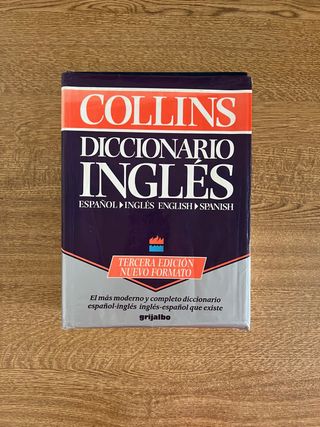 COLLINS
DICCIONARIO
INGLÉS
ESPAÑOL▸INGLÉS ENGLISH▸SPANISH
TERCERA EDICIÓN
NUEVO FORMATO
El más moderno y completo diccionario
español-inglés inglés-español que existe
grijalbo